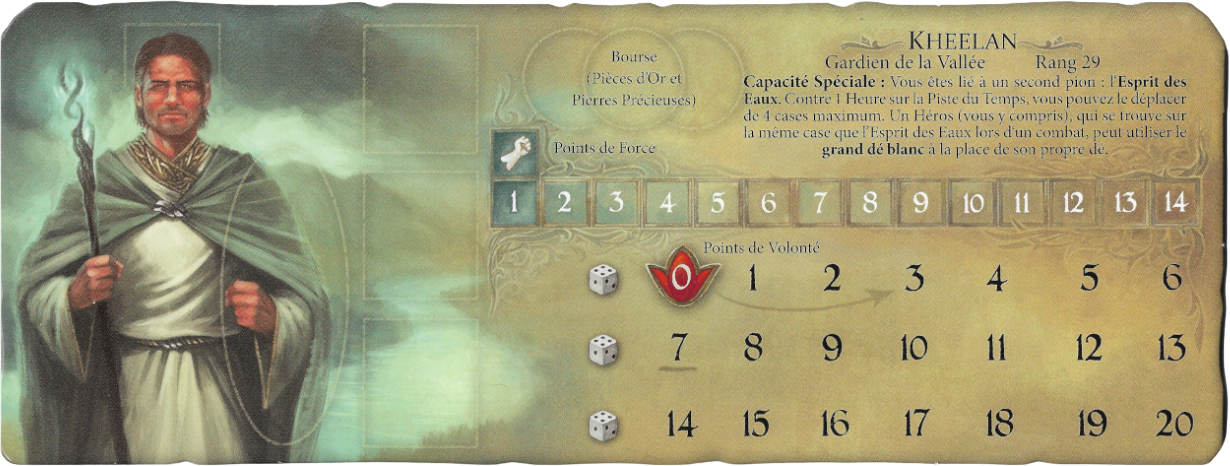 Bourse
(Pièces d'Or et
Pierres Précieuses)
KHEELAN
Gardien de la Vallée Rang 29
Capacité Spéciale : Vous êtes lié à un second pion : l'Esprit des
Eaux. Contre 1 Heure sur la Piste du Temps, vous pouvez le déplacer
de 4 cases maximum. Un Héros (vous y compris), qui se trouve sur
la même case que l'Esprit des Eaux lors d'un combat, peut utiliser le
grand dé blanc à la place de son propre dé.
Points de Force
1 2 3 4 5 6 7 8 9 10 11 12 13 14
Points de Volonté
0 1 2 3 4 5 6
7 8 9 10 11 12 13
14 15 16 17 18 19 20